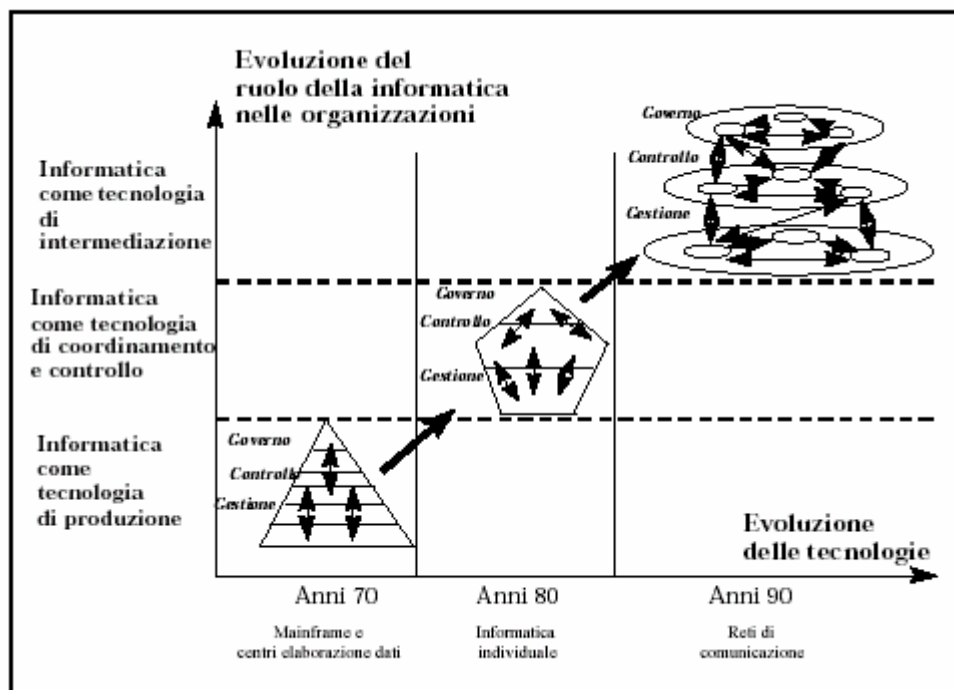 Evoluzione del
ruolo della informatica
nelle organizzazioni
Informatica
come tecnologia
di
intermediazione
Governo
Controllo
Gestione
Informatica
come tecnologia
di coordinamento
e controllo
Governo
Controllo
Gestione
Informatica
come
tecnologia
di produzione
Governo
Controllo
Gestione
Evoluzione
delle tecnologie
Anni 70
Anni 80
Anni 90
Mainframe e
centri elaborazione dati
Informatica
individuale
Reti di
comunicazione